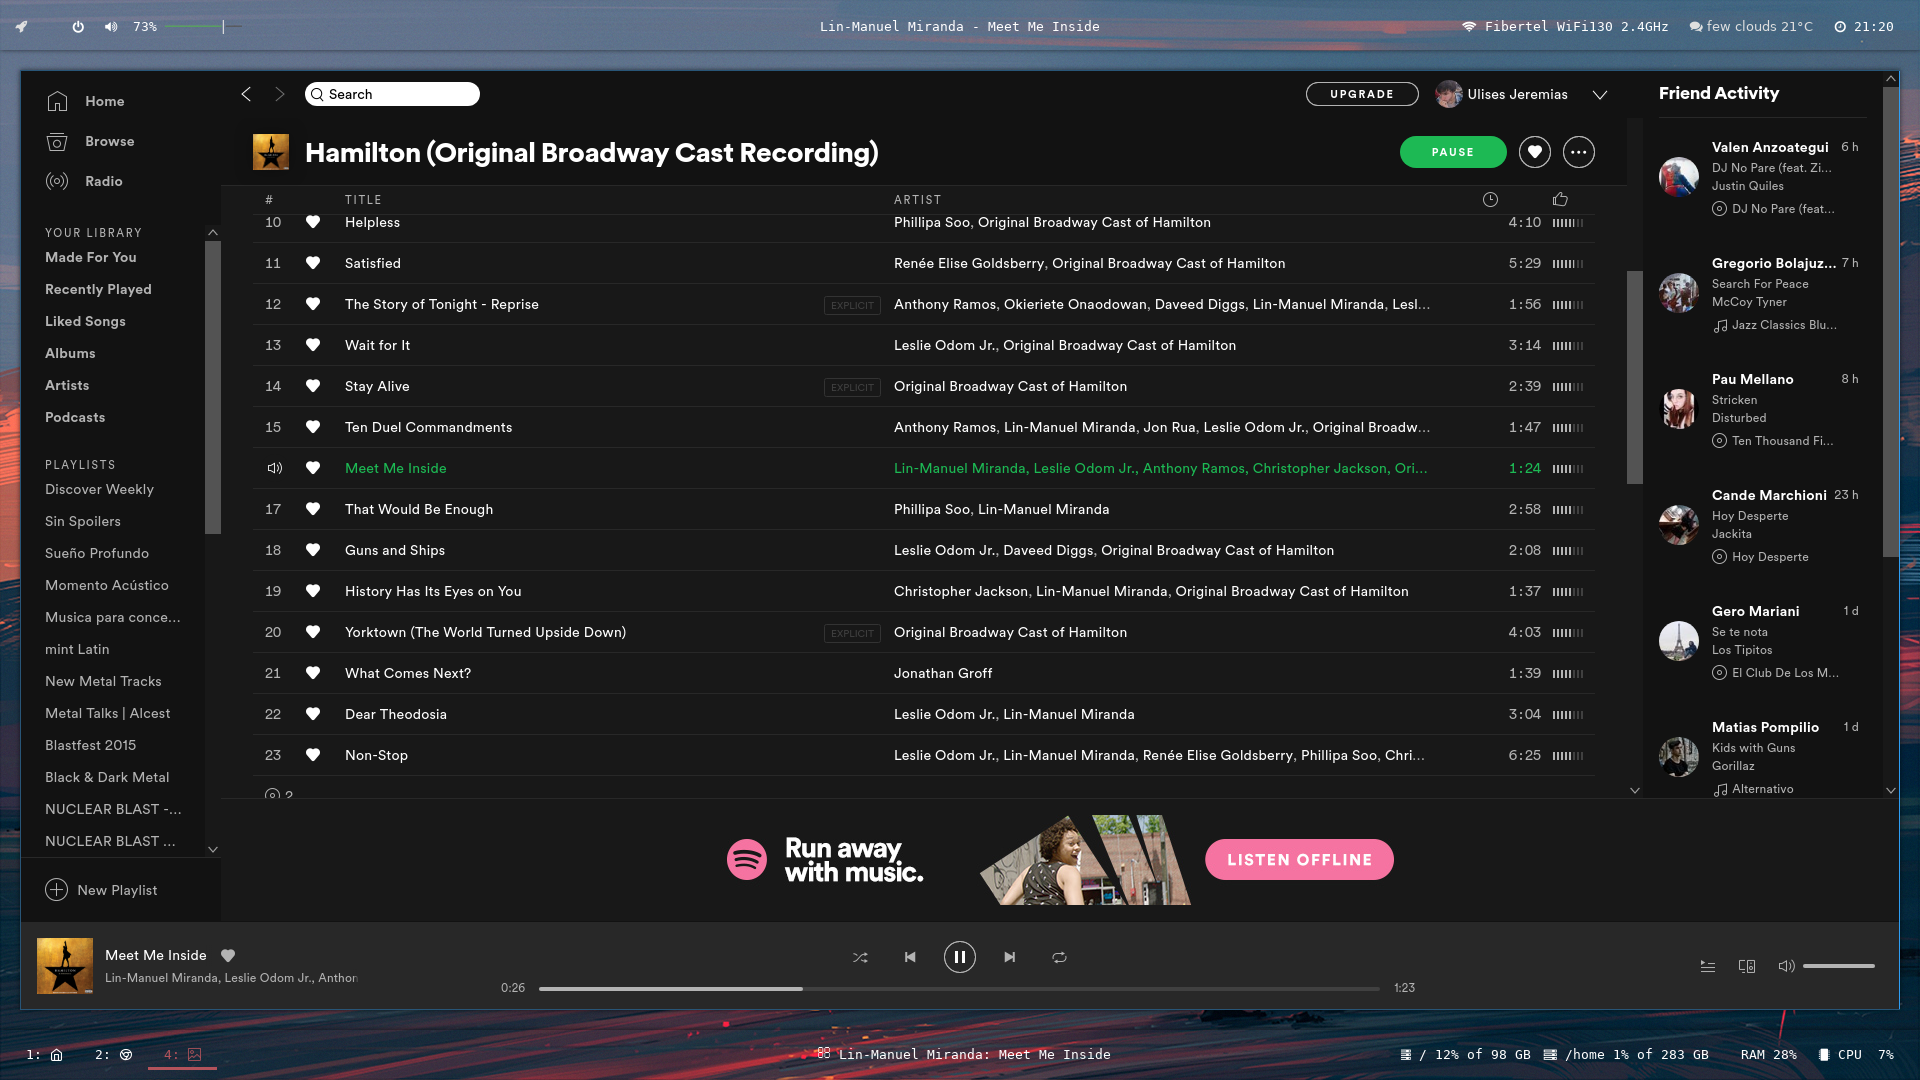 73%
Lin-Manuel Miranda - Meet Me Inside
Fibertel WiFi130 2.4GHz
few clouds 21°C
21:20
Home
Browse
Radio
YOUR LIBRARY
Made For You
Recently Played
Liked Songs
Albums
Artists
Podcasts
PLAYLISTS
Discover Weekly
Sin Spoilers
Sueño Profundo
Momento Acústico
Musica para conce...
mint Latin
New Metal Tracks
Metal Talks | Alcest
Blastfest 2015
Black & Dark Metal
NUCLEAR BLAST -...
NUCLEAR BLAST ...
New Playlist
Search
UPGRADE
Ulises Jeremias
Hamilton (Original Broadway Cast Recording)
PAUSE
# TITLE ARTIST
10 Helpless Phillipa Soo, Original Broadway Cast of Hamilton 4:10
11 Satisfied Renée Elise Goldsberry, Original Broadway Cast of Hamilton 5:29
12 The Story of Tonight - Reprise EXPLICIT Anthony Ramos, Okieriete Onaodowan, Daveed Diggs, Lin-Manuel Miranda, Lesl... 1:56
13 Wait for It Leslie Odom Jr., Original Broadway Cast of Hamilton 3:14
14 Stay Alive EXPLICIT Original Broadway Cast of Hamilton 2:39
15 Ten Duel Commandments Anthony Ramos, Lin-Manuel Miranda, Jon Rua, Leslie Odom Jr., Original Broadw... 1:47
Meet Me Inside Lin-Manuel Miranda, Leslie Odom Jr., Anthony Ramos, Christopher Jackson, Ori... 1:24
17 That Would Be Enough Phillipa Soo, Lin-Manuel Miranda 2:58
18 Guns and Ships Leslie Odom Jr., Daveed Diggs, Original Broadway Cast of Hamilton 2:08
19 History Has Its Eyes on You Christopher Jackson, Lin-Manuel Miranda, Original Broadway Cast of Hamilton 1:37
20 Yorktown (The World Turned Upside Down) EXPLICIT Original Broadway Cast of Hamilton 4:03
21 What Comes Next? Jonathan Groff 1:39
22 Dear Theodosia Leslie Odom Jr., Lin-Manuel Miranda 3:04
23 Non-Stop Leslie Odom Jr., Lin-Manuel Miranda, Renée Elise Goldsberry, Phillipa Soo, Chri... 6:25
2
Friend Activity
Valen Anzoategui 6 h
DJ No Pare (feat. Zi...
Justin Quiles
DJ No Pare (feat...
Gregorio Bolajuz... 7 h
Search For Peace
McCoy Tyner
Jazz Classics Blu...
Pau Mellano 8 h
Stricken
Disturbed
Ten Thousand Fi...
Cande Marchioni 23 h
Hoy Desperte
Jackita
Hoy Desperte
Gero Mariani 1 d
Se te nota
Los Tipitos
El Club De Los M...
Matias Pompilio 1 d
Kids with Guns
Gorillaz
Alternativo
Run away
with music.
LISTEN OFFLINE
HAMILTON
Meet Me Inside
Lin-Manuel Miranda, Leslie Odom Jr., Anthon
0:26
1:23
1:
2:
4:
Lin-Manuel Miranda: Meet Me Inside
/ 12% of 98 GB
/home 1% of 283 GB
RAM 28%
CPU 7%